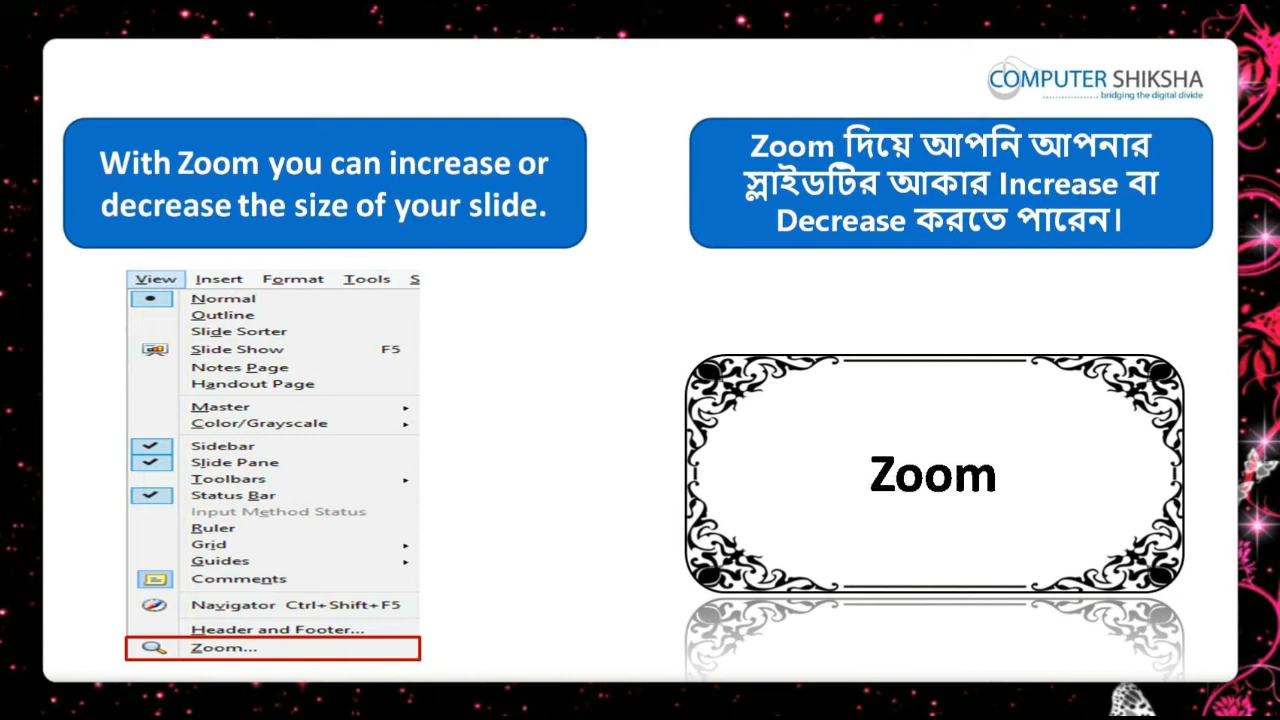 COMPUTER SHIKSHA
bridging the digital divide
With Zoom you can increase or
decrease the size of your slide.
Zoom দিয়ে আপনি আপনার
স্লাইডটির আকার Increase বা
Decrease করতে পারেন।
View Insert Format Tools S
Normal
Outline
Slide Sorter
Slide Show F5
Notes Page
Handout Page
Master
Color/Grayscale
Sidebar
Slide Pane
Toolbars
Status Bar
Input Method Status
Ruler
Grid
Guides
Comments
Navigator Ctrl+Shift+F5
Header and Footer...
Zoom...
Zoom